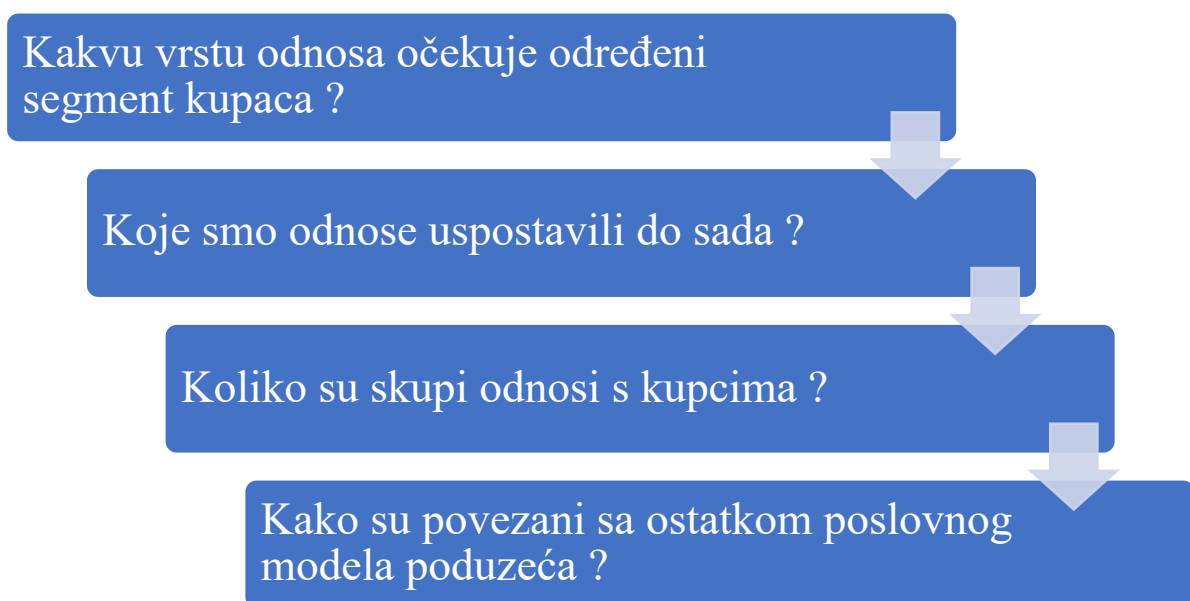 Kakvu vrstu odnosa očekuje određeni
segment kupaca ?
Koje smo odnose uspostavili do sada ?
Koliko su skupi odnosi s kupcima ?
Kako su povezani sa ostatkom poslovnog
modela poduzeća ?